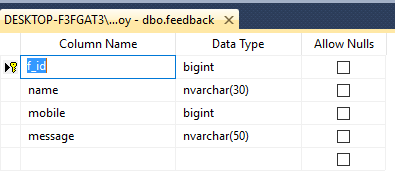 DESKTOP-F3FGAT3\...oy - dbo.feedback
Column Name Data Type Allow Nulls
f_id bigint
name nvarchar(30)
mobile bigint
message nvarchar(50)